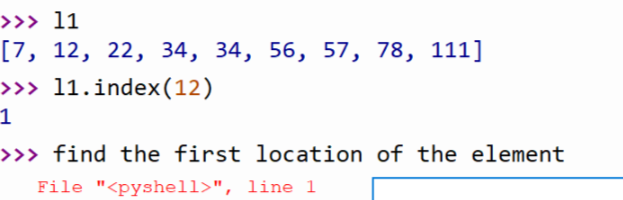 >>> l1
[7, 12, 22, 34, 34, 56, 57, 78, 111]
>>> l1.index(12)
1
>>> find the first location of the element
File "<pyshell>", line 1